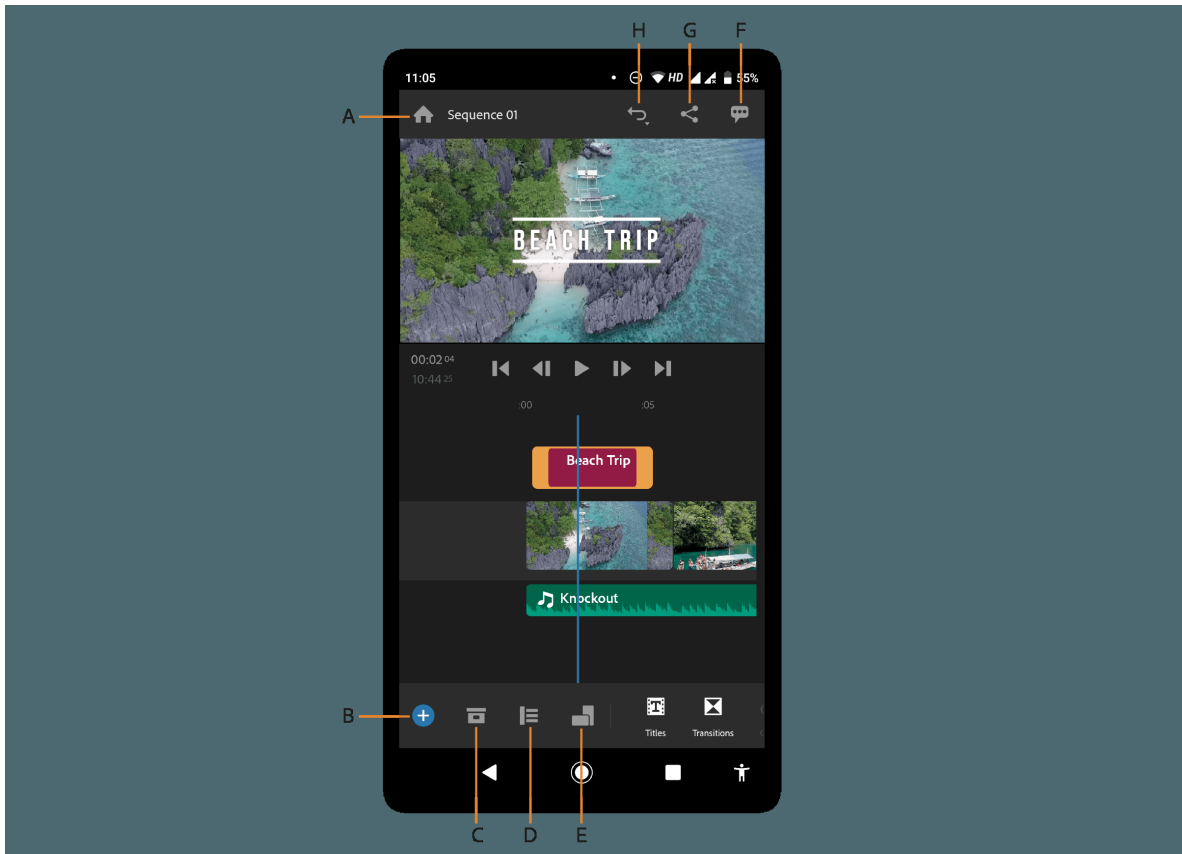 H G F
11:05 HD 55%
A
Sequence 01
BEACH TRIP
00:02 04
10:44 25
:00 :05
Beach Trip
Knockout
B
T
Titles Transitions
C D E